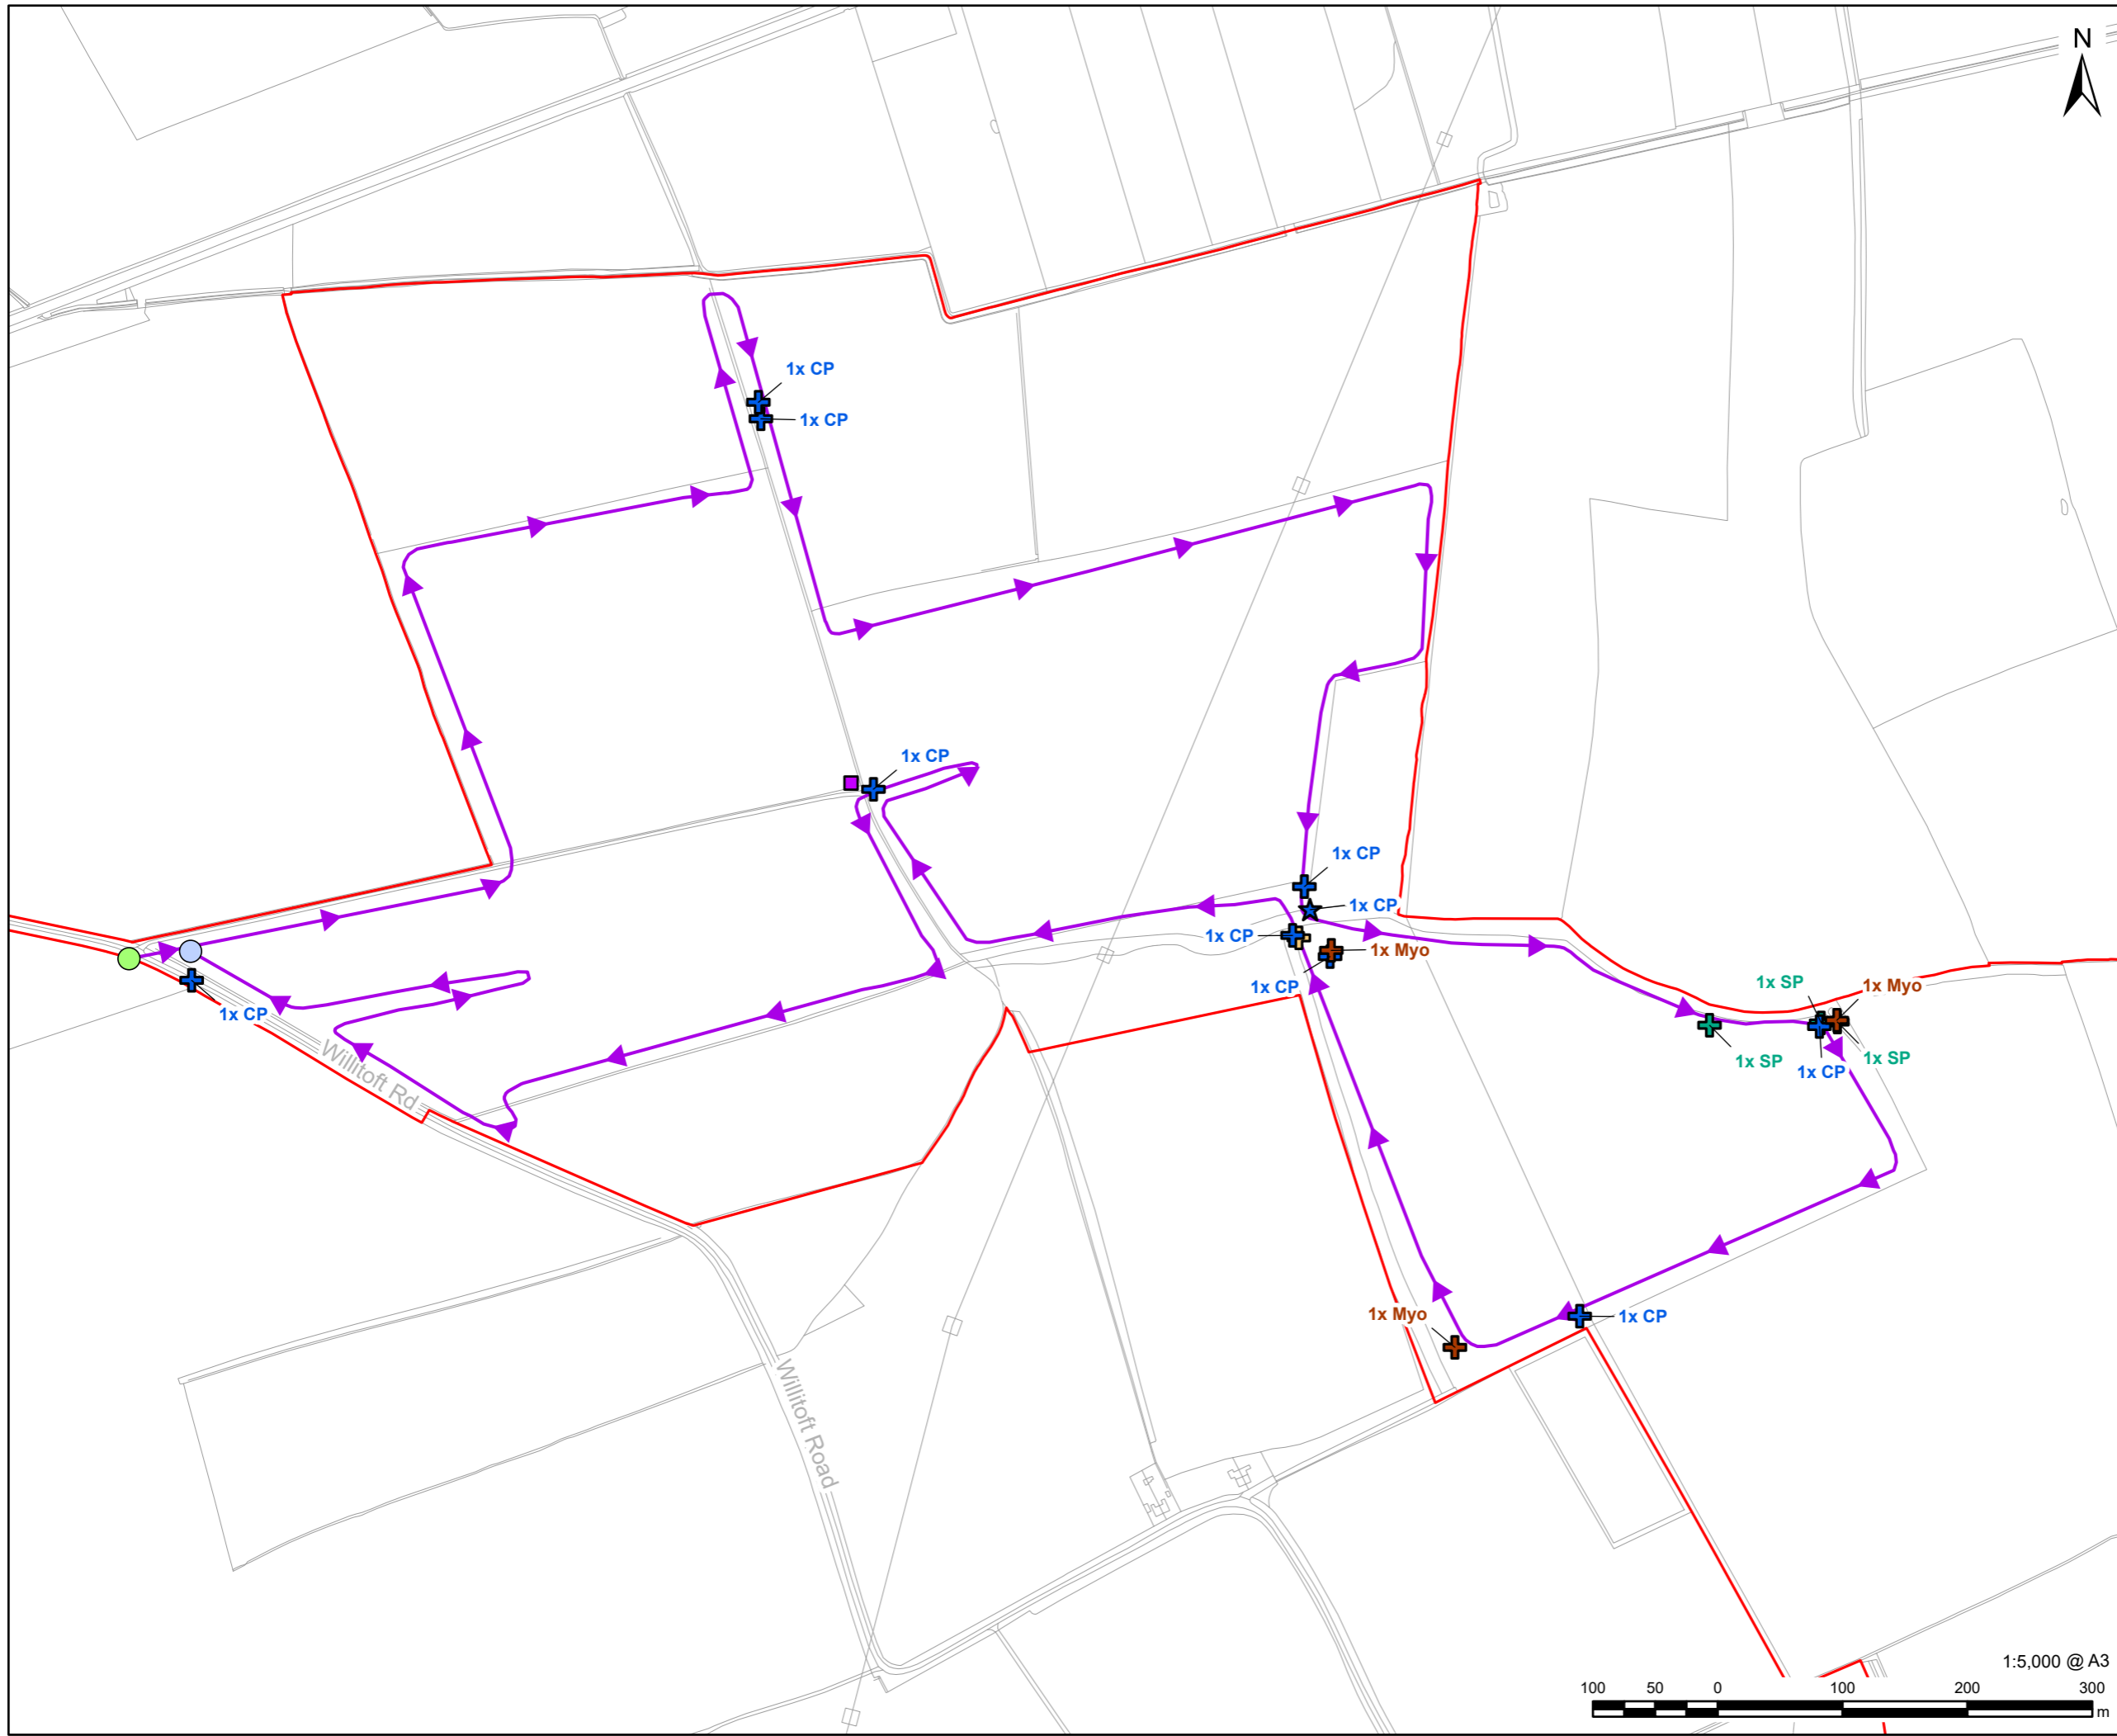 N
1x CP
1x CP
1x CP
1x CP
1x CP
1x CP
1x Myo
1x CP
1x SP
1x Myo
1x CP
1x SP
1x SP
1x CP
Willitoft Rd
1x Myo
1x CP
Willitoft Road
1:5,000 @ A3
100 50 0 100 200 300
m